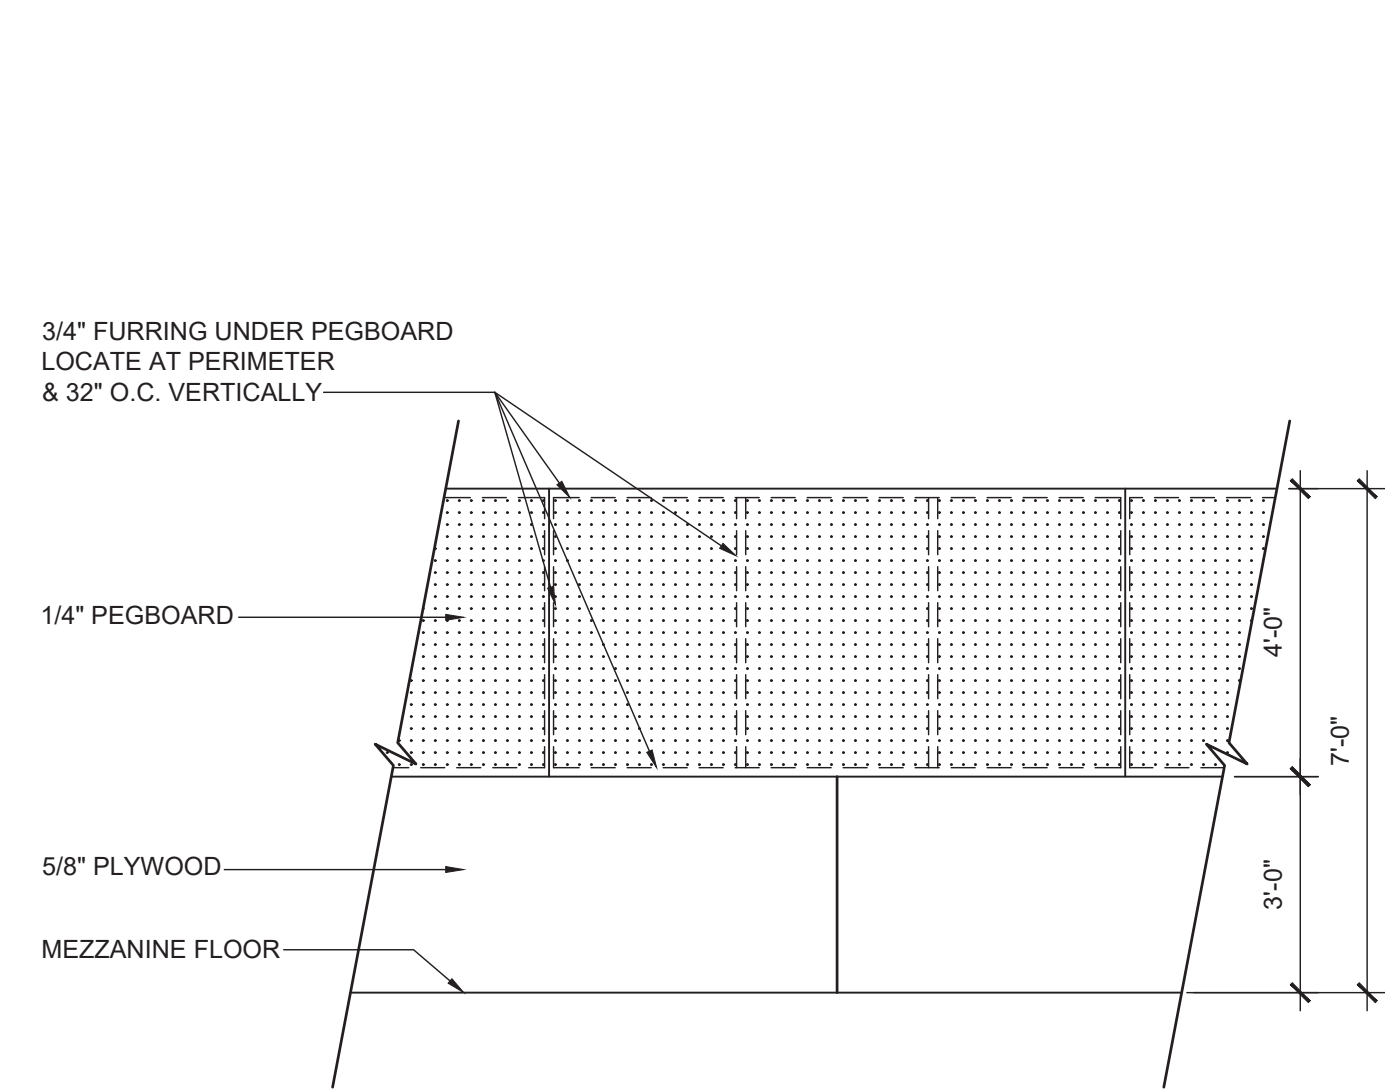 3/4" FURRING UNDER PEGBOARD
LOCATE AT PERIMETER
& 32" O.C. VERTICALLY
1/4" PEGBOARD
4'-0"
7'-0"
5/8" PLYWOOD
3'-0"
MEZZANINE FLOOR